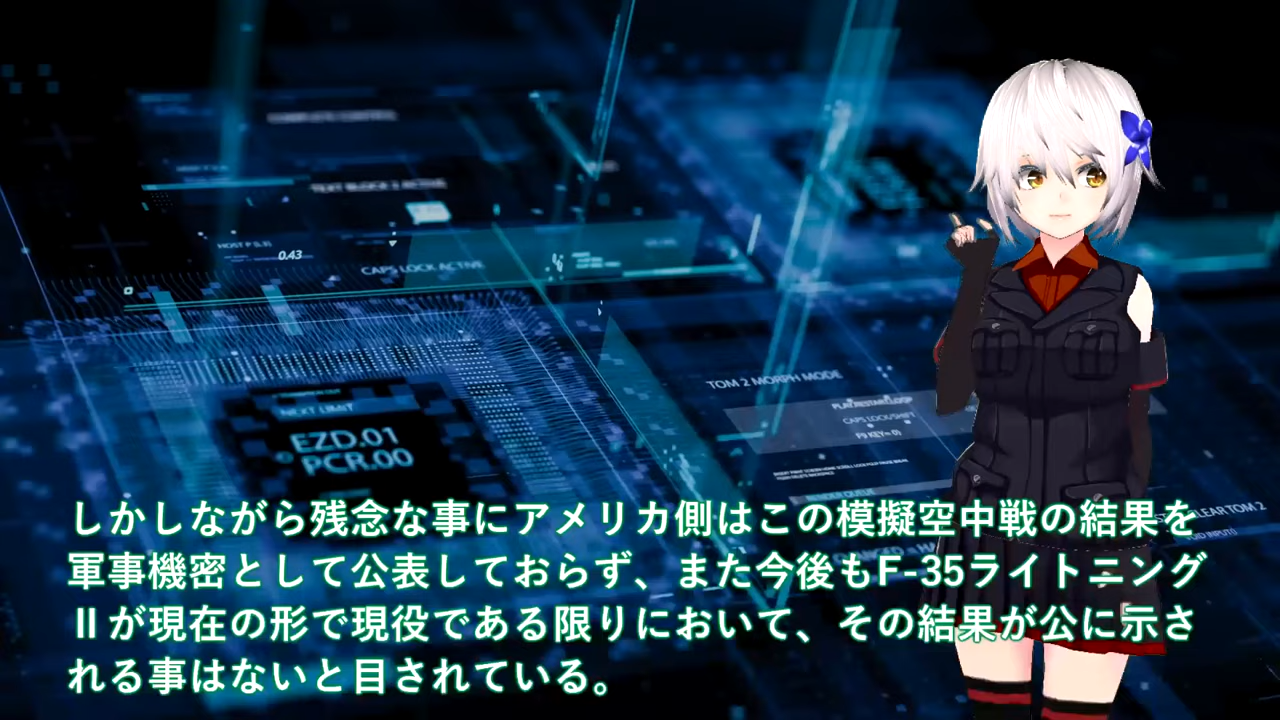 HOST P (L.F)
0.43
CAPS LOCK ACTIVE
TOM 2 MORPH MODE
CAPS LOCK/SHIFT
NEXT LIMIT
EZD.01
PCR.00
しかしながら残念な事にアメリカ側はこの模擬空中戦の結果を
軍事機密として公表しておらず、また今後もF-35ライトニング
Ⅱが現在の形で現役である限りにおいて、その結果が公に示さ
れる事はないと目されている。